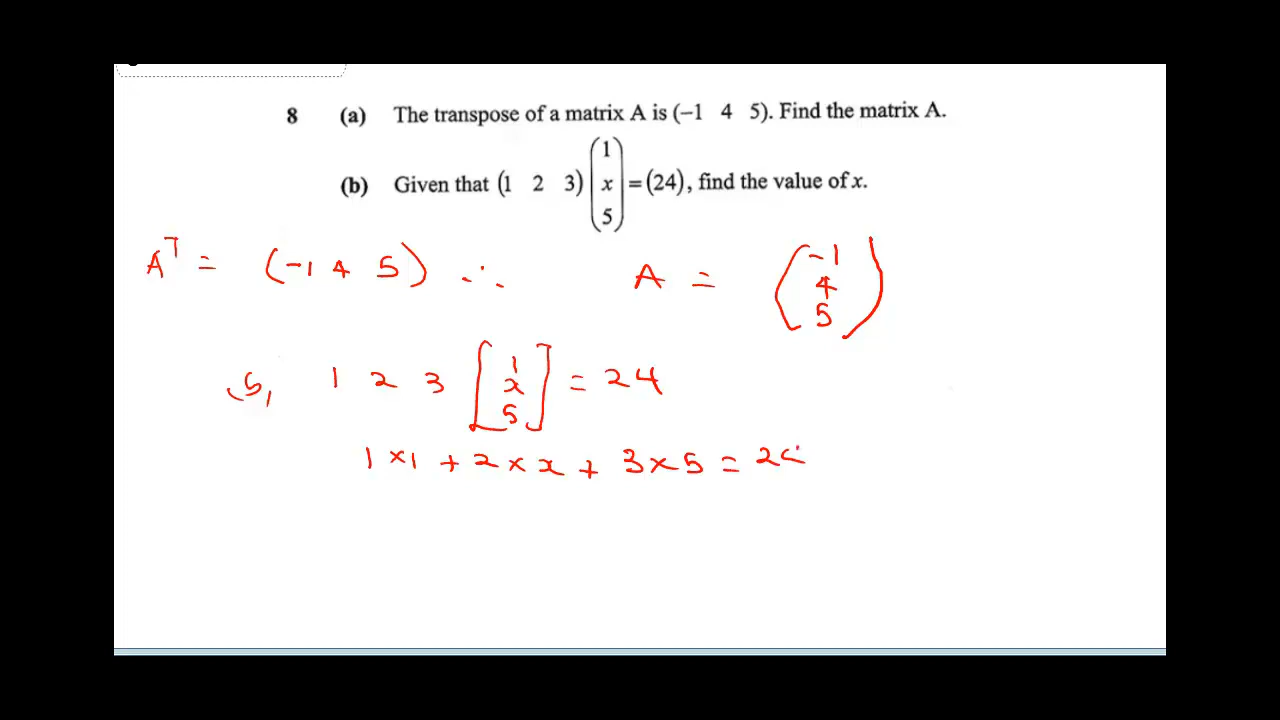 8 (a) The transpose of a matrix A is (−1 4 5). Find the matrix A.
(b) Given that (1 2 3) (1 x 5) = (24), find the value of x.
Aᵀ = (-1 4 5) ∴ A = (-1 4 5)
1 2 3 [1 x 5] = 24
1 × 1 + 2 × x + 3 × 5 = 2